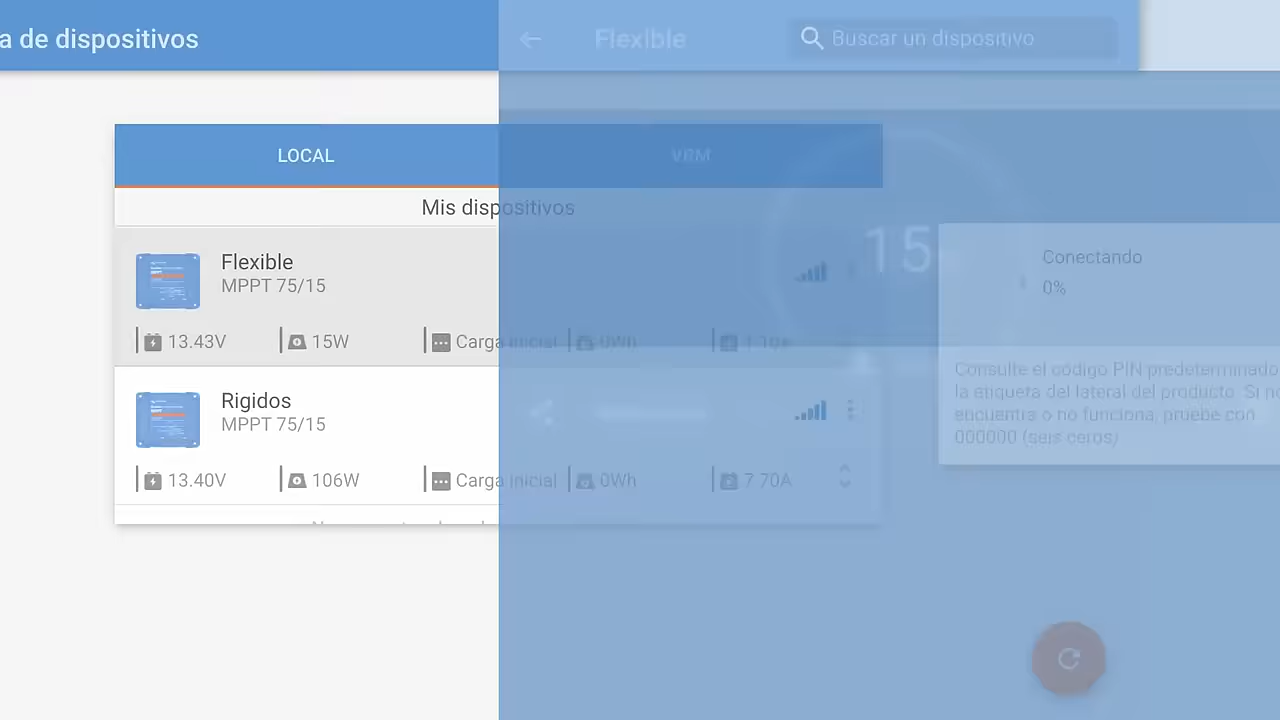 a de dispositivos
Flexible
Buscar un dispositivo
LOCAL
VRM
Mis dispositivos
Flexible
MPPT 75/15
13.43V
15W
Carga inicial
0Wh
15
Conectando
0%
Rigidos
MPPT 75/15
13.40V
106W
Carga inicial
0Wh
7.70A
Consulte el código PIN predeterminado
la etiqueta del lateral del producto. Si no
encuentra o no funciona, pruebe con
000000 (seis ceros)